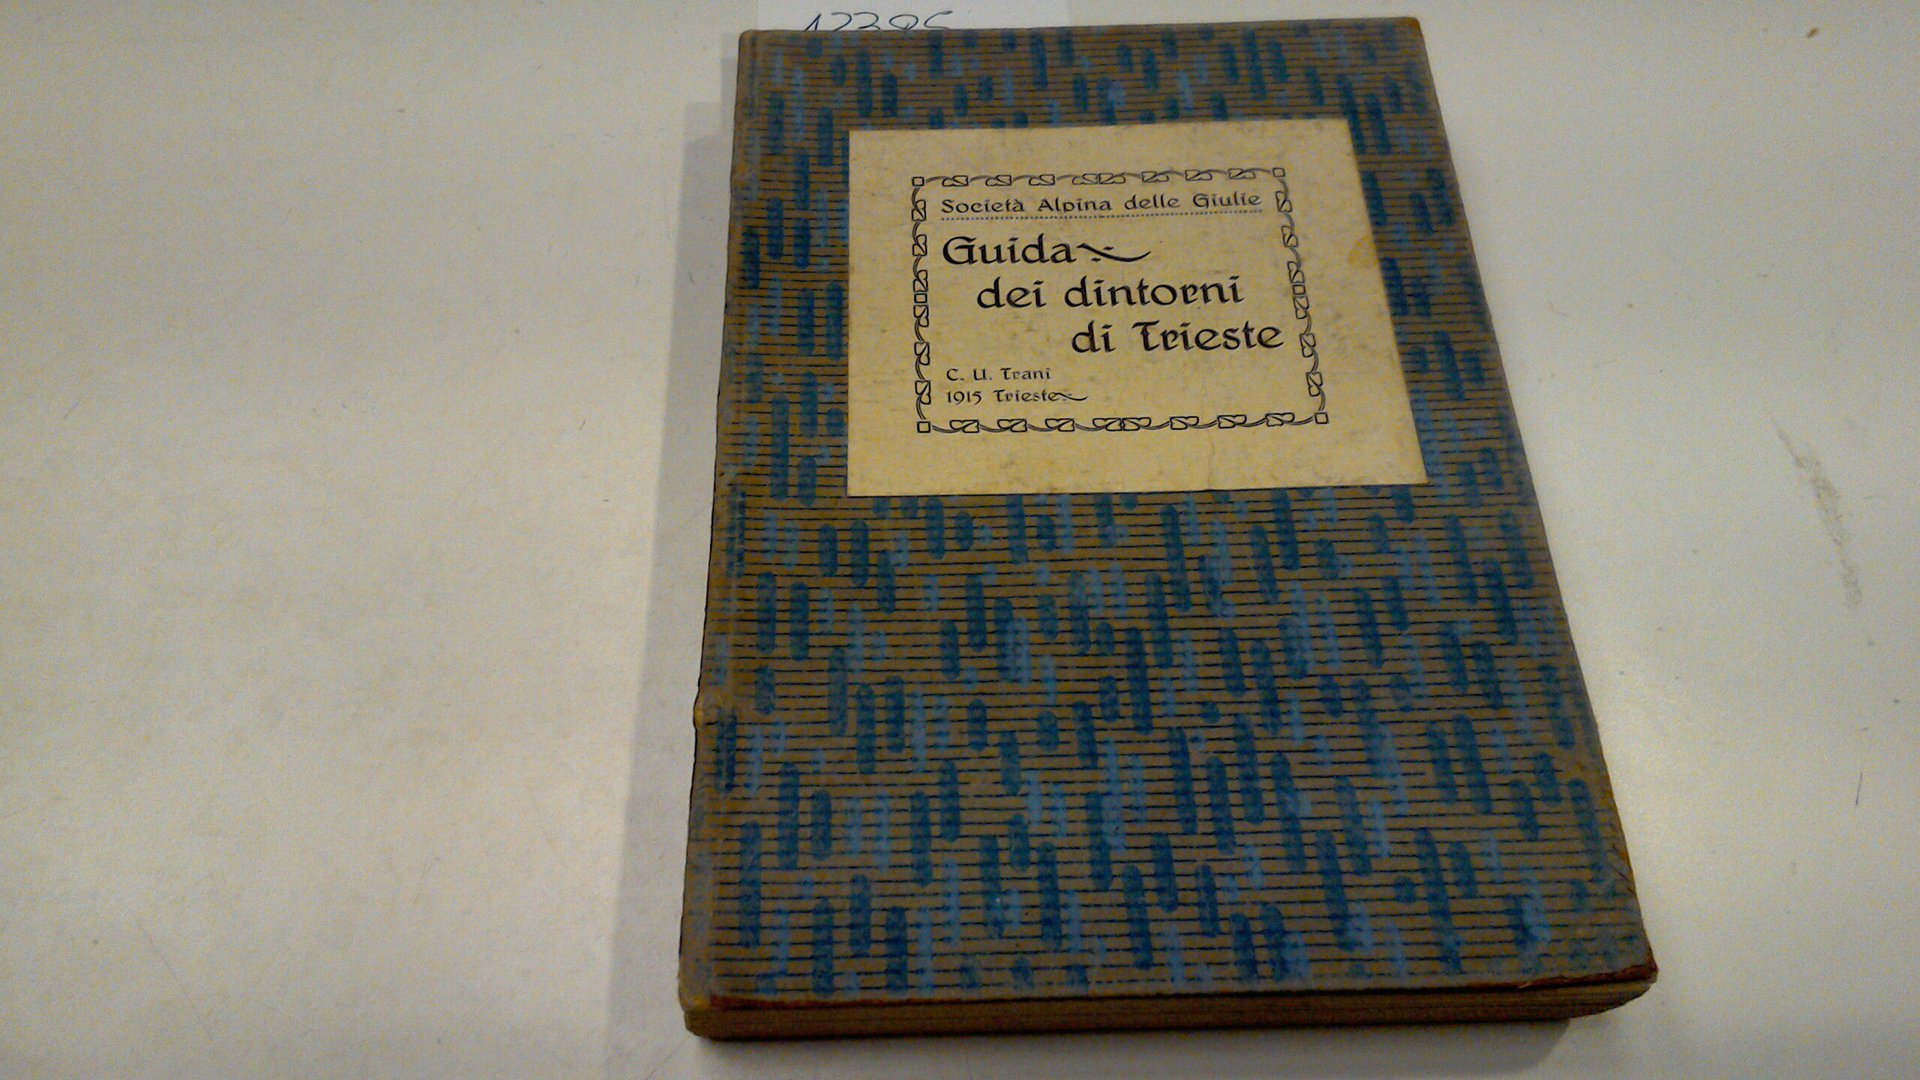 Società Alpina delle Giulie
Guida
dei dintorni
di Trieste
C. U. Trani
1915 Trieste